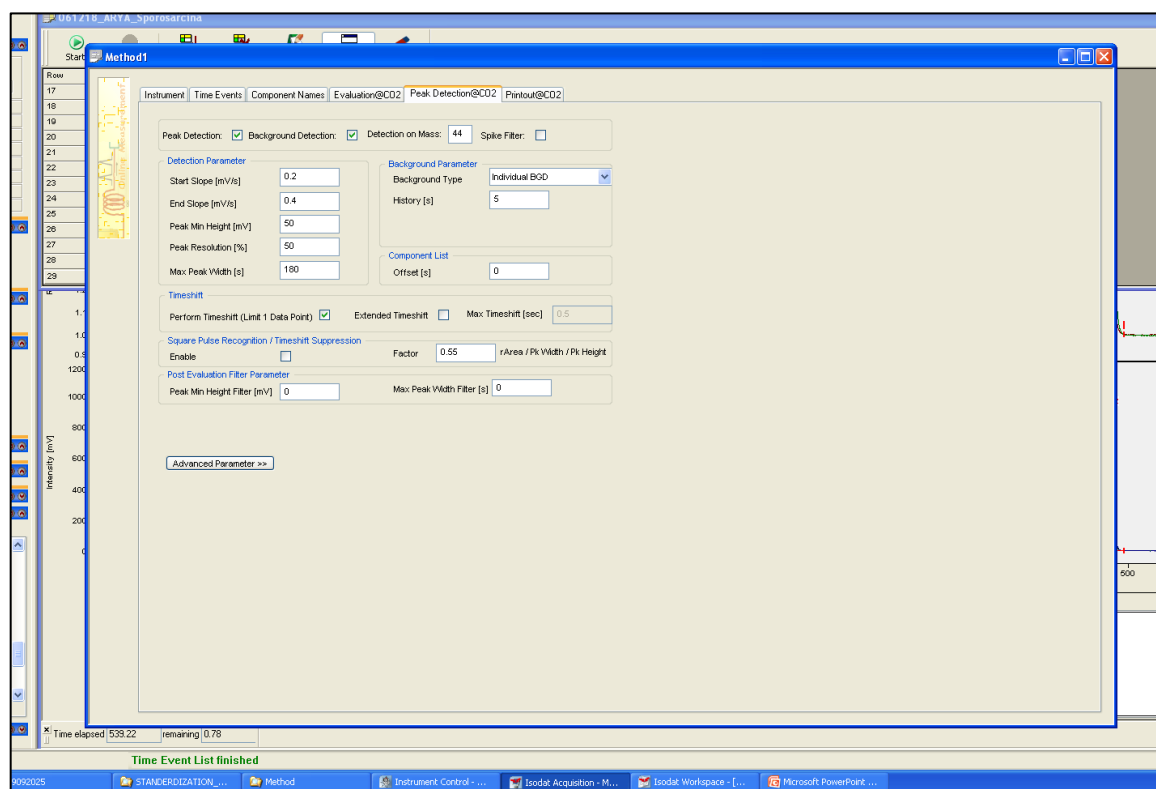 061218_ARYA_Sporosarcina
Start
Method1
Row
17
18
19
20
21
22
23
24
25
26
27
28
29
Instrument Time Events Component Names Evaluation@CO2 Peak Detection@CO2 Printout@CO2
Peak Detection: Background Detection: Detection on Mass: 44 Spike Filter:
Detection Parameter
Start Slope [mV/s] 0.2
End Slope [mV/s] 0.4
Peak Min Height [mV] 50
Peak Resolution [%] 50
Max Peak Width [s] 180
Background Parameter
Background Type Individual BGD
History [s] 5
Component List
Offset [s] 0
Timeshift
Perform Timeshift (Limit 1 Data Point) Extended Timeshift Max Timeshift [sec] 0.5
Square Pulse Recognition / Timeshift Suppression
Enable Factor 0.55 rArea / Pk Width / Pk Height
Post Evaluation Filter Parameter
Peak Min Height Filter [mV] 0 Max Peak Width Filter [s] 0
Advanced Parameter >>
1.0
1200
1000
800
600
400
200
0
Intensity [mV]
500
Time elapsed 539.22 remaining 0.78
Time Event List finished
9092025 STANDERDIZATION_... Method Instrument Control - ... Isodat Acquisition - M... Isodat Workspace - [... Microsoft PowerPoint ...